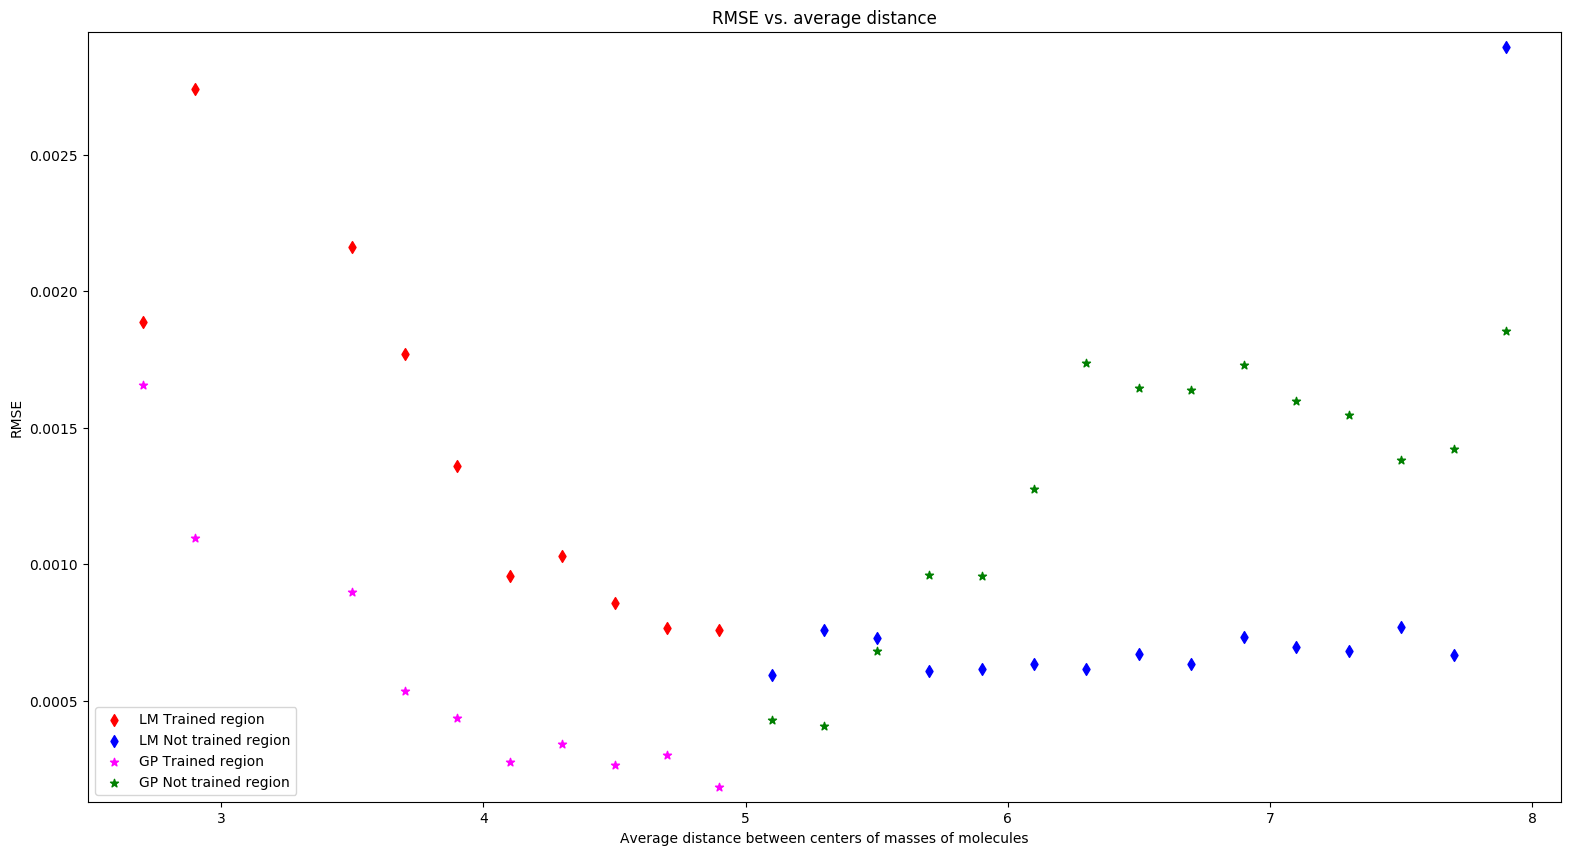 RMSE vs. average distance
RMSE
0.0025
0.0020
0.0015
0.0010
0.0005
LM Trained region
LM Not trained region
GP Trained region
GP Not trained region
3 4 5 6 7 8
Average distance between centers of masses of molecules